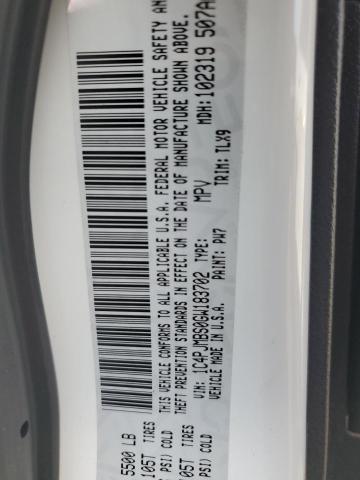 5500 LB
105T TIRES
PSI) COLD
THIS VEHICLE CONFORMS TO ALL APPLICABLE U.S.A. FEDERAL MOTOR VEHICLE SAFETY AN
THEFT PREVENTION STANDARDS IN EFFECT ON THE DATE OF MANUFACTURE SHOWN ABOVE.
VIN: 1C4PJMBS0GW183702 TYPE: MPV MDH: 102319 507A
VEHICLE MADE IN U.S.A. PAINT: PW7 TRIM: TLX9
05T TIRES
PSI) COLD